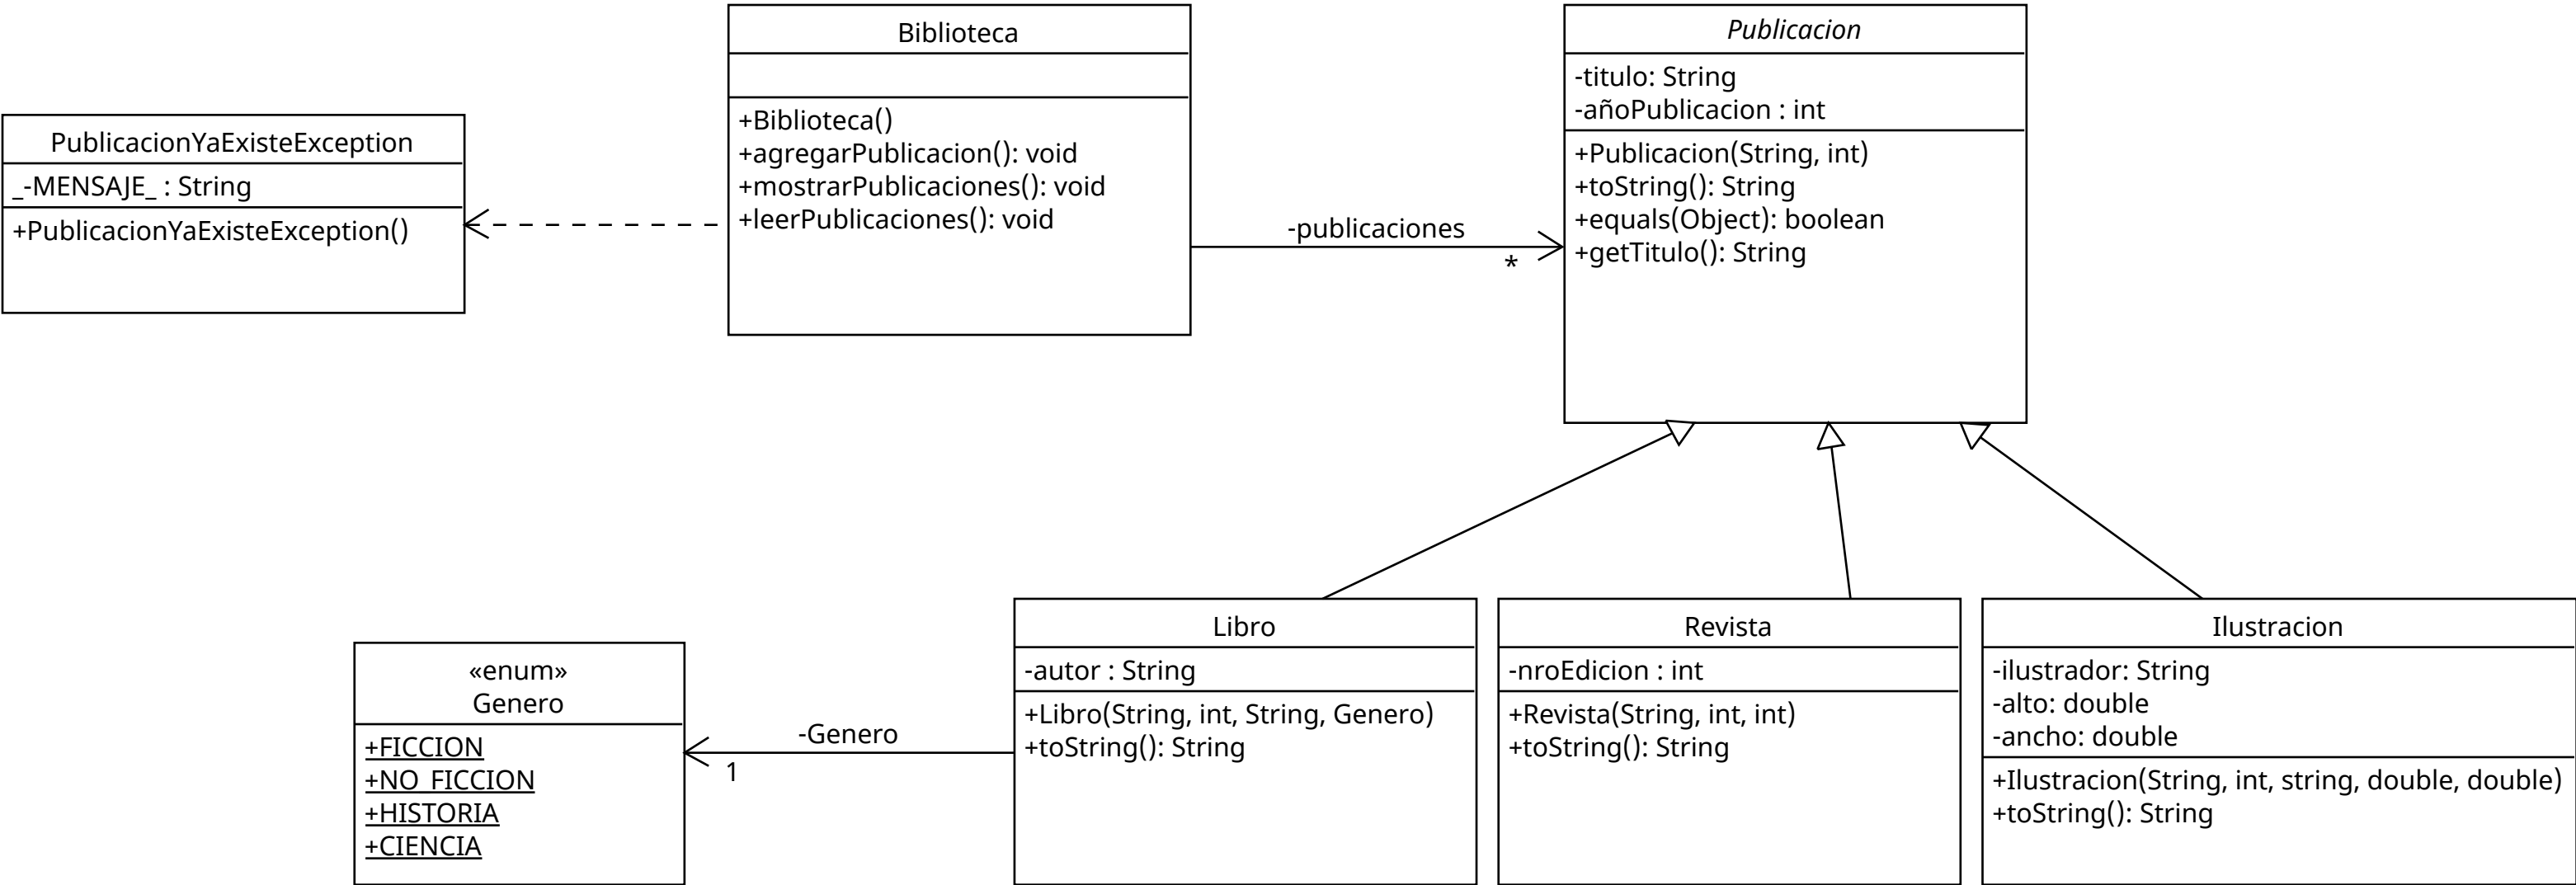 Biblioteca
+Biblioteca()
+agregarPublicacion(): void
+mostrarPublicaciones(): void
+leerPublicaciones(): void
Publicacion
-titulo: String
-añoPublicacion : int
+Publicacion(String, int)
+toString(): String
+equals(Object): boolean
+getTitulo(): String
PublicacionYaExisteException
_-MENSAJE_ : String
+PublicacionYaExisteException()
-publicaciones
*
«enum»
Genero
+FICCION
+NO_FICCION
+HISTORIA
+CIENCIA
-Genero
1
Libro
-autor : String
+Libro(String, int, String, Genero)
+toString(): String
Revista
-nroEdicion : int
+Revista(String, int, int)
+toString(): String
Ilustracion
-ilustrador: String
-alto: double
-ancho: double
+Ilustracion(String, int, string, double, double)
+toString(): String